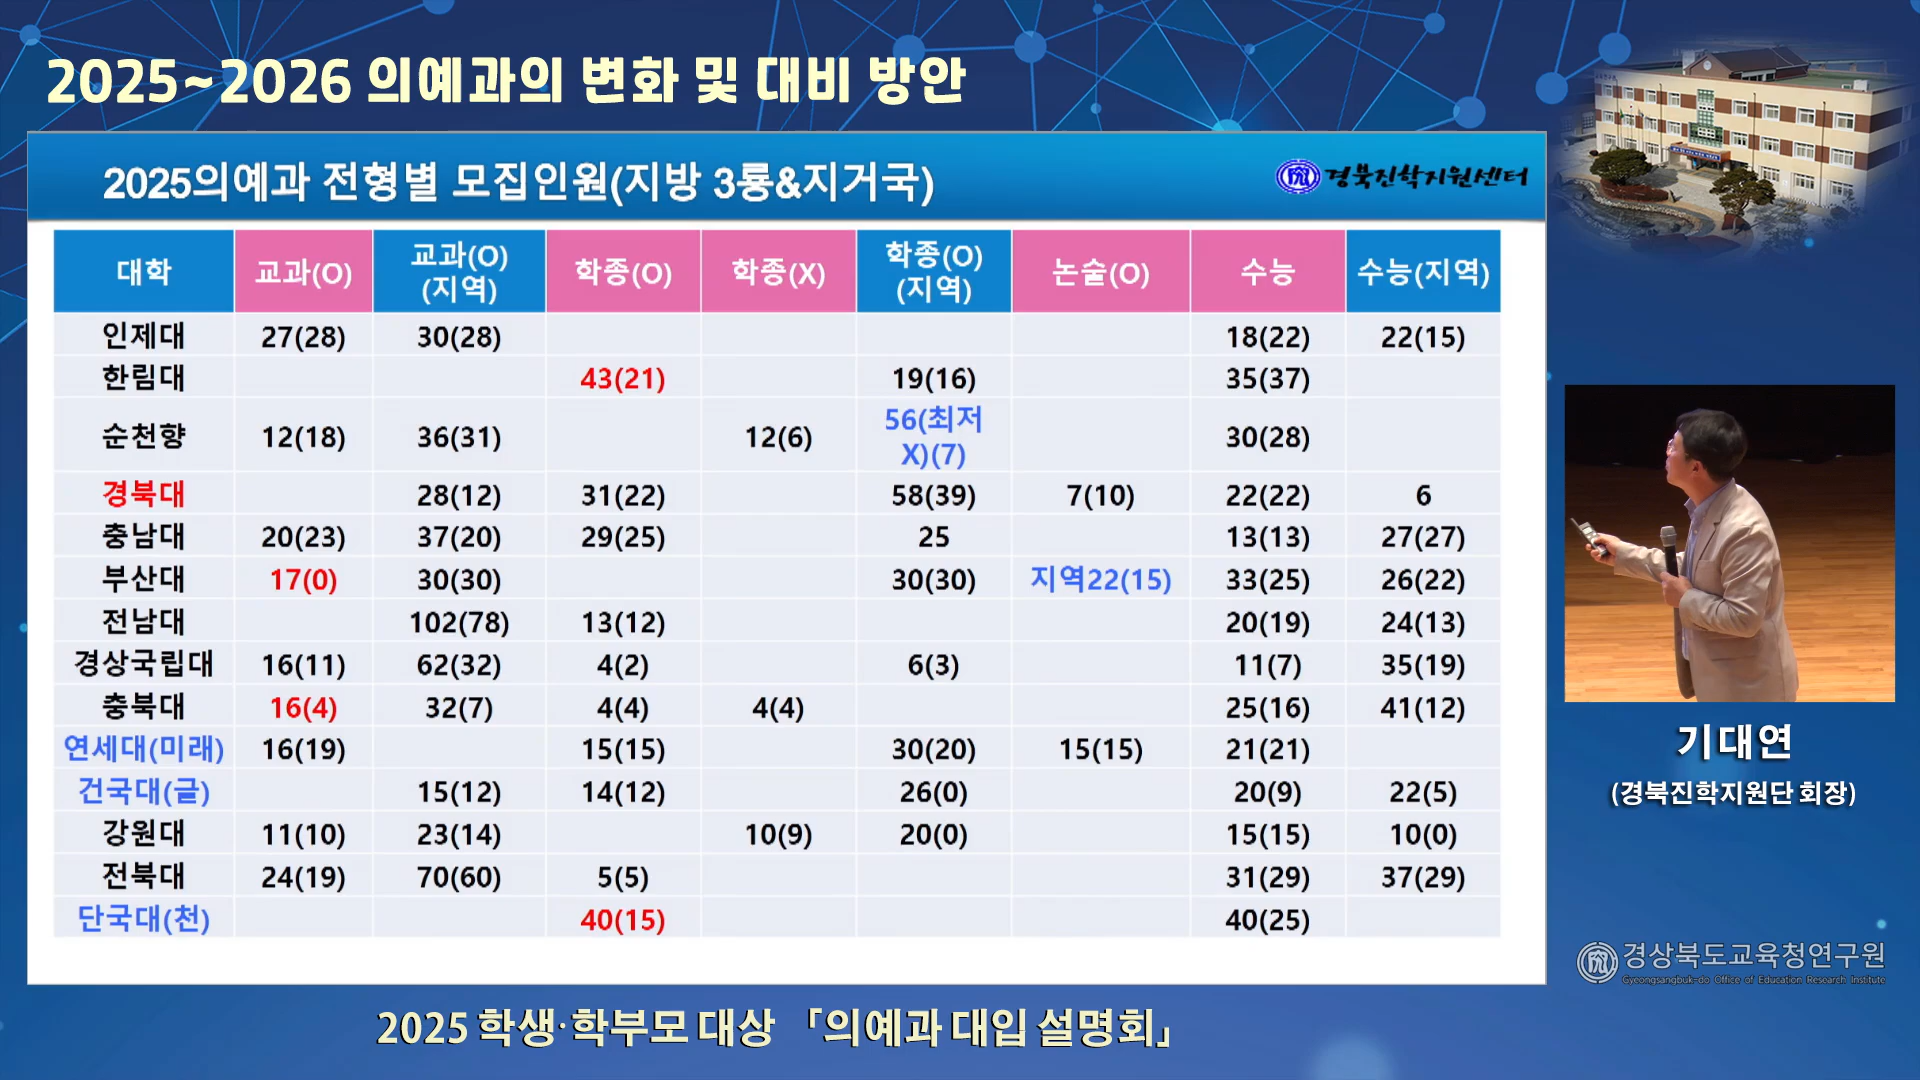 2025~2026 의예과의 변화 및 대비 방안
2025의예과 전형별 모집인원(지방 3룡&지거국)
경북진학지원센터
대학 교과(O) 교과(O)(지역) 학종(O) 학종(X) 학종(O)(지역) 논술(O) 수능 수능(지역)
인제대 27(28) 30(28) 18(22) 22(15)
한림대 43(21) 19(16) 35(37)
순천향 12(18) 36(31) 12(6) 56(최저X)(7) 30(28)
경북대 28(12) 31(22) 58(39) 7(10) 22(22) 6
충남대 20(23) 37(20) 29(25) 25 13(13) 27(27)
부산대 17(0) 30(30) 30(30) 지역22(15) 33(25) 26(22)
전남대 102(78) 13(12) 20(19) 24(13)
경상국립대 16(11) 62(32) 4(2) 6(3) 11(7) 35(19)
충북대 16(4) 32(7) 4(4) 4(4) 25(16) 41(12)
연세대(미래) 16(19) 15(15) 30(20) 15(15) 21(21)
건국대(글) 15(12) 14(12) 26(0) 20(9) 22(5)
강원대 11(10) 23(14) 10(9) 20(0) 15(15) 10(0)
전북대 24(19) 70(60) 5(5) 31(29) 37(29)
단국대(천) 40(15) 40(25)
기대연
(경북진학지원단 회장)
경상북도교육청연구원
Gyeongsangbuk-do Office of Education Research Institute
2025 학생·학부모 대상 「의예과 대입 설명회」